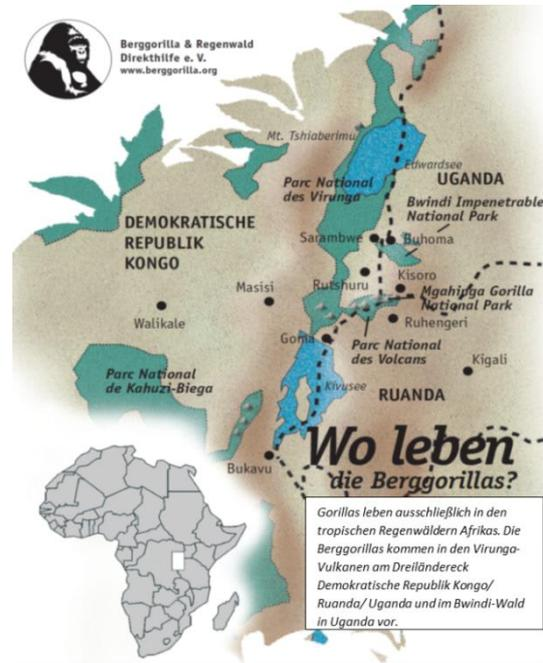 Berggorilla & Regenwald
Direkthilfe e. V.
www.berggorilla.org
Mt. Tshiaberimu
Edwardsee
UGANDA
Parc National
des Virunga
Bwindi Impenetrable
National Park
DEMOKRATISCHE
REPUBLIK
KONGO
Sarambwe
Buhoma
Masisi
Rutshuru
Kisoro
Mgahinga Gorilla
National Park
Walikale
Ruhengeri
Goma
Parc National
des Volcans
Kigali
Parc National
de Kahuzi-Biega
Kivusee
RUANDA
Bukavu
Wo leben
die Berggorillas?
Gorillas leben ausschließlich in den
tropischen Regenwäldern Afrikas. Die
Berggorillas kommen in den Virunga-
Vulkanen am Dreiländereck
Demokratische Republik Kongo/
Ruanda/ Uganda und im Bwindi-Wald
in Uganda vor.